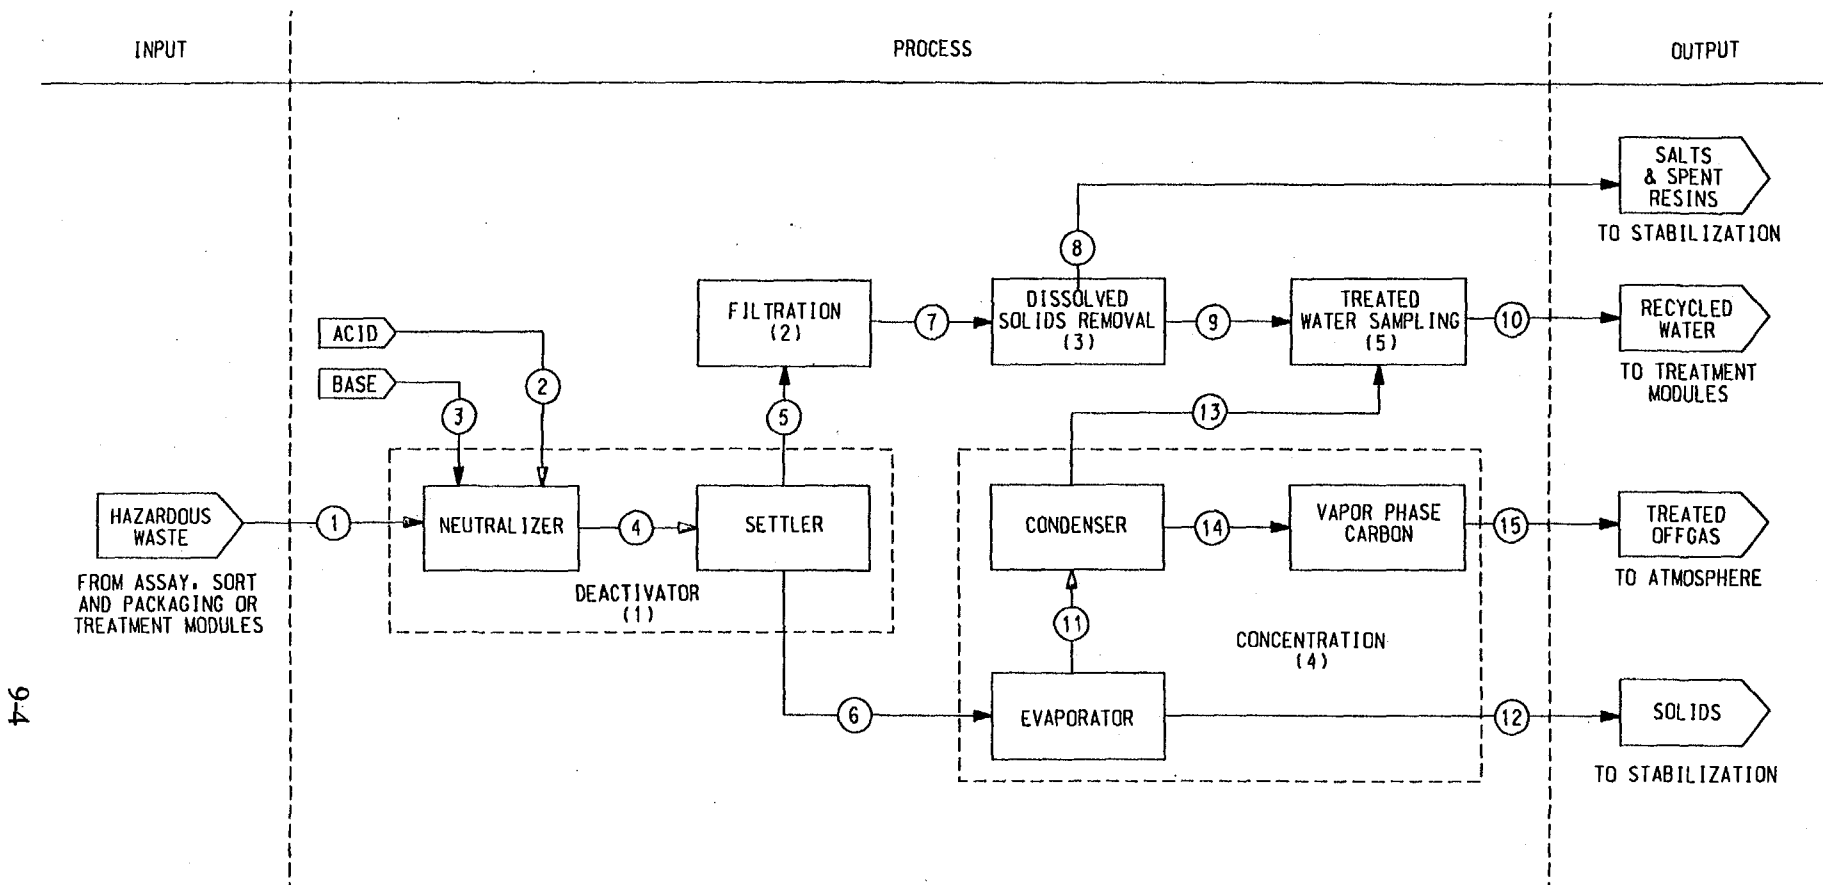 INPUT
PROCESS
OUTPUT
SALTS
& SPENT
RESINS
TO STABILIZATION
8
FILTRATION
(2)
7
DISSOLVED
SOLIDS REMOVAL
(3)
9
TREATED
WATER SAMPLING
(5)
10
RECYCLED
WATER
TO TREATMENT
MODULES
ACID
BASE
2
3
5
13
HAZARDOUS
WASTE
FROM ASSAY, SORT
AND PACKAGING OR
TREATMENT MODULES
1
NEUTRALIZER
4
SETTLER
DEACTIVATOR
(1)
CONDENSER
14
VAPOR PHASE
CARBON
15
TREATED
OFFGAS
TO ATMOSPHERE
11
CONCENTRATION
(4)
6
EVAPORATOR
12
SOLIDS
TO STABILIZATION
9-4